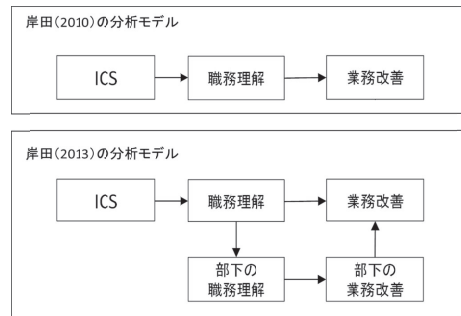 岸田(2010)の分析モデル
ICS
職務理解
業務改善
岸田(2013)の分析モデル
ICS
職務理解
業務改善
部下の
職務理解
部下の
業務改善